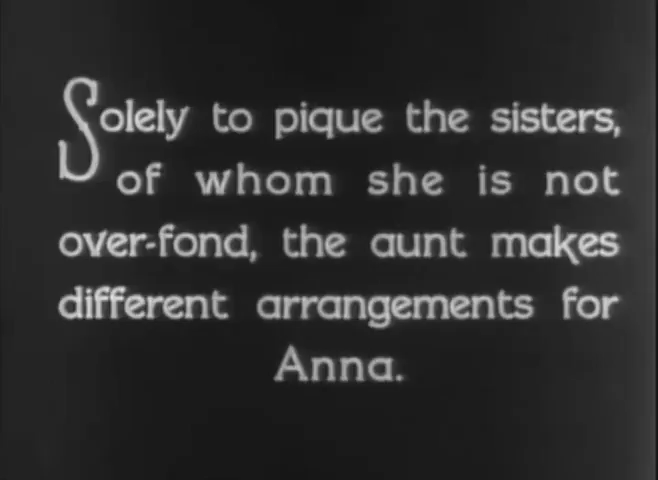 Solely to pique the sisters,
of whom she is not
over-fond, the aunt makes
different arrangements for
Anna.